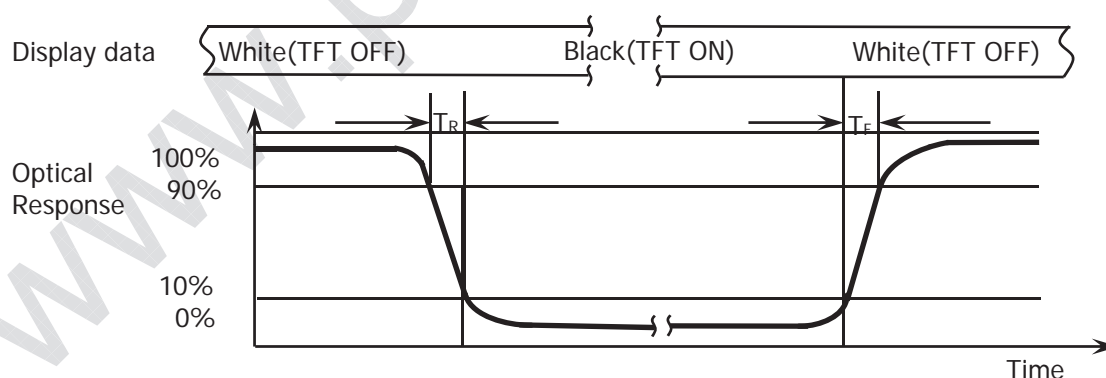 Display data
White(TFT OFF) Black(TFT ON) White(TFT OFF)
TR TF
Optical
Response
100%
90%
10%
0%
Time
www.p